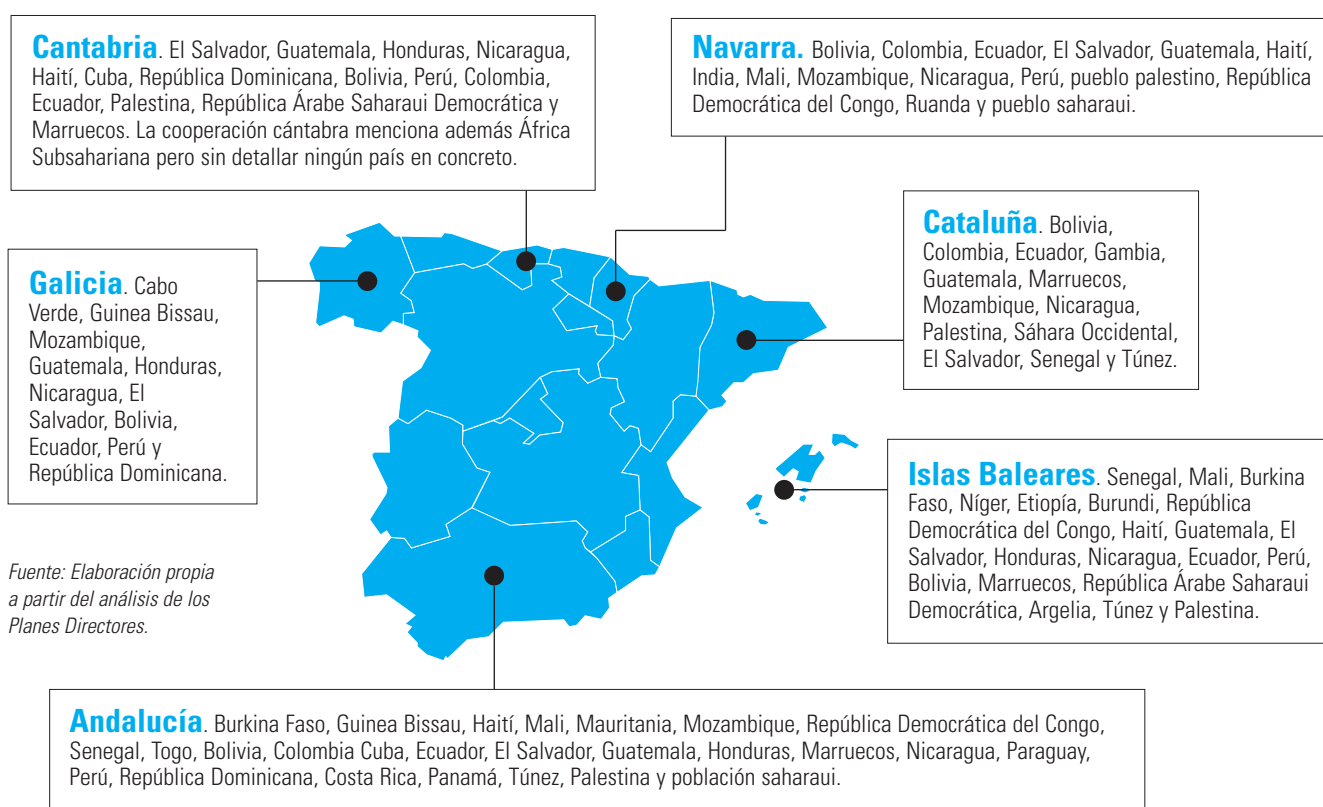 Cantabria. El Salvador, Guatemala, Honduras, Nicaragua,
Haití, Cuba, República Dominicana, Bolivia, Perú, Colombia,
Ecuador, Palestina, República Árabe Saharaui Democrática y
Marruecos. La cooperación cántabra menciona además África
Subsahariana pero sin detallar ningún país en concreto.
Navarra. Bolivia, Colombia, Ecuador, El Salvador, Guatemala, Haití,
India, Mali, Mozambique, Nicaragua, Perú, pueblo palestino, República
Democrática del Congo, Ruanda y pueblo saharaui.
Galicia. Cabo
Verde, Guinea Bissau,
Mozambique,
Guatemala, Honduras,
Nicaragua, El
Salvador, Bolivia,
Ecuador, Perú y
República Dominicana.
Cataluña. Bolivia,
Colombia, Ecuador, Gambia,
Guatemala, Marruecos,
Mozambique, Nicaragua,
Palestina, Sáhara Occidental,
El Salvador, Senegal y Túnez.
Islas Baleares. Senegal, Mali, Burkina
Faso, Níger, Etiopía, Burundi, República
Democrática del Congo, Haití, Guatemala, El
Salvador, Honduras, Nicaragua, Ecuador, Perú,
Bolivia, Marruecos, República Árabe Saharaui
Democrática, Argelia, Túnez y Palestina.
Fuente: Elaboración propia
a partir del análisis de los
Planes Directores.
Andalucía. Burkina Faso, Guinea Bissau, Haití, Mali, Mauritania, Mozambique, República Democrática del Congo,
Senegal, Togo, Bolivia, Colombia Cuba, Ecuador, El Salvador, Guatemala, Honduras, Marruecos, Nicaragua, Paraguay,
Perú, República Dominicana, Costa Rica, Panamá, Túnez, Palestina y población saharaui.